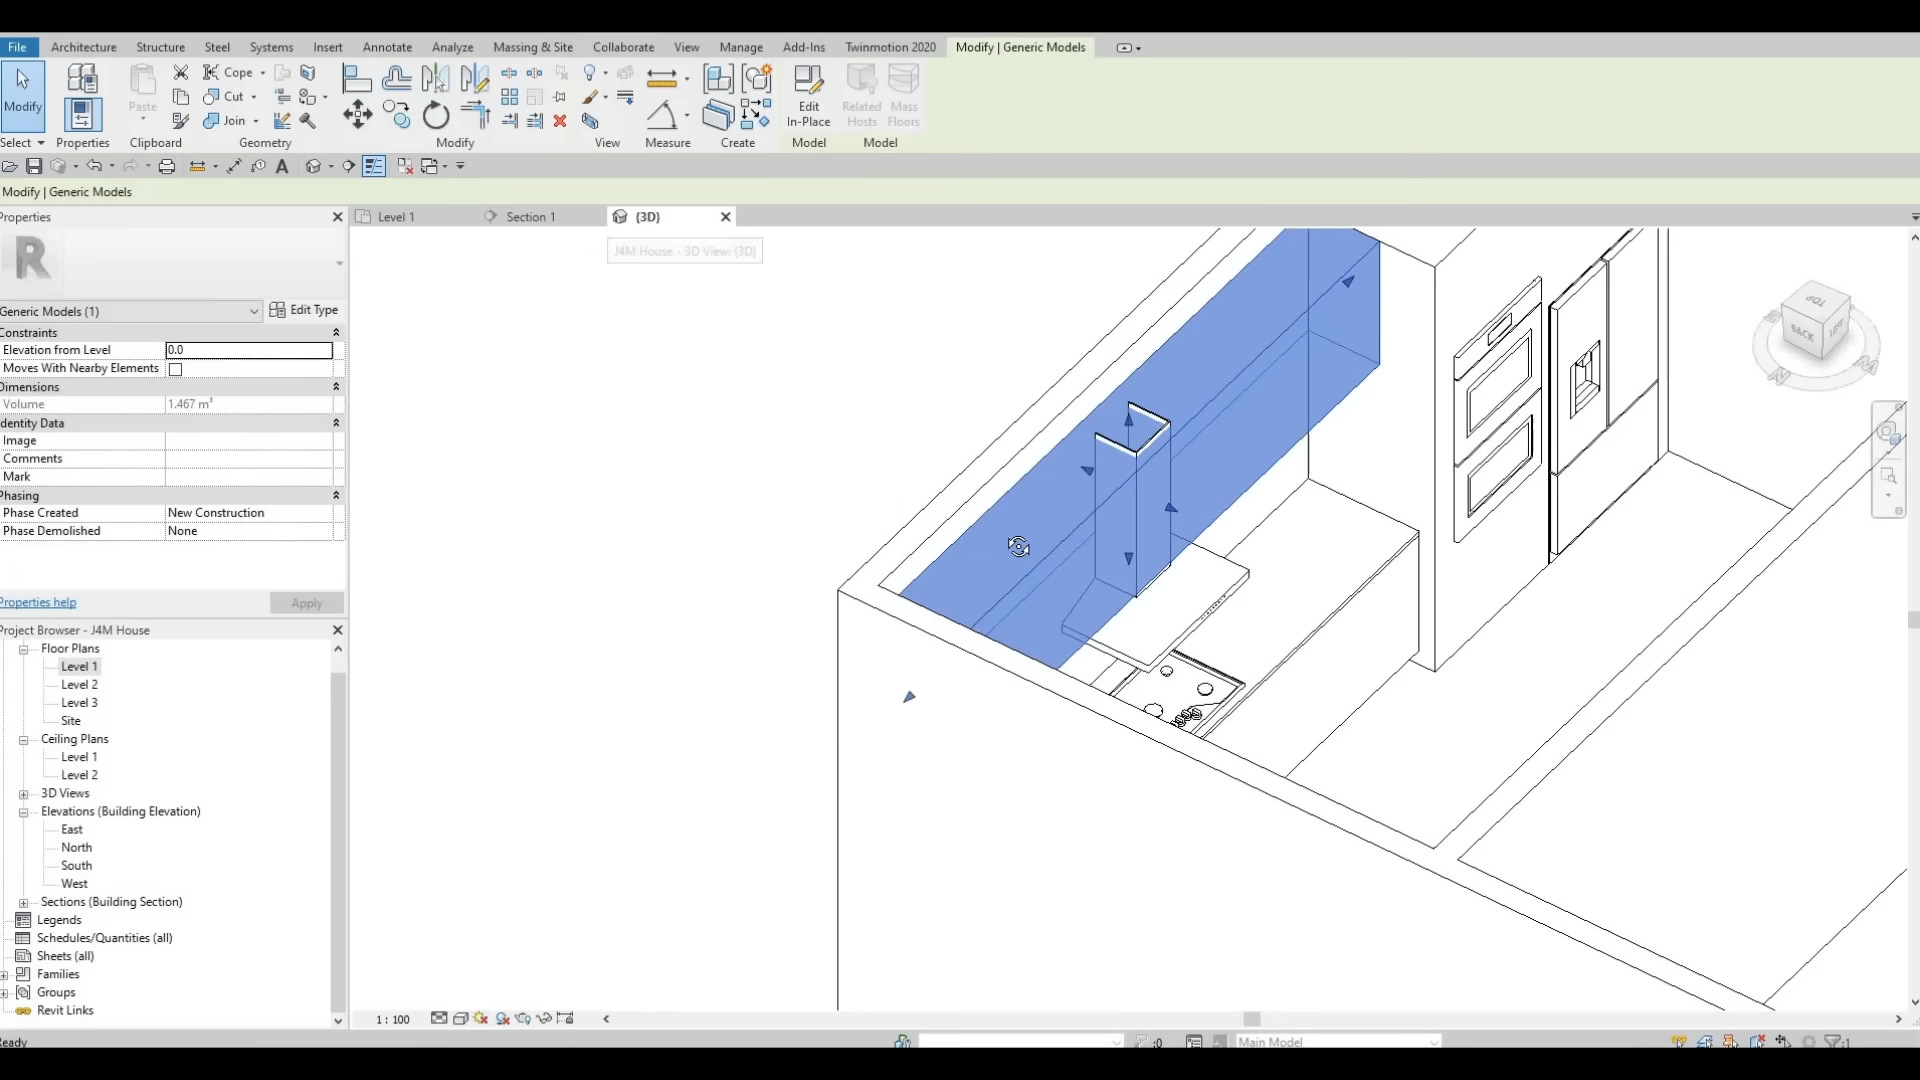 File Architecture Structure Steel Systems Insert Annotate Analyze Massing & Site Collaborate View Manage Add-Ins Twinmotion 2020 Modify | Generic Models
Modify
Paste
Cope
Cut
Join
Edit In-Place
Related Hosts
Mass Floors
Select Properties Clipboard Geometry Modify View Measure Create Model Model
Modify | Generic Models
Properties
Level 1
Section 1
(3D)
J4M House - 3D View: {3D}
R
Generic Models (1)
Edit Type
Constraints
Elevation from Level 0.0
Moves With Nearby Elements
Dimensions
Volume 1.467 m³
dentity Data
Image
Comments
Mark
Phasing
Phase Created New Construction
Phase Demolished None
Properties help
Apply
Project Browser - J4M House
Floor Plans
Level 1
Level 2
Level 3
Site
Ceiling Plans
Level 1
Level 2
3D Views
Elevations (Building Elevation)
East
North
South
West
Sections (Building Section)
Legends
Schedules/Quantities (all)
Sheets (all)
Families
Groups
Revit Links
TOP
BACK
LEFT
N
1 : 100
eady
:0
Main Model
:1